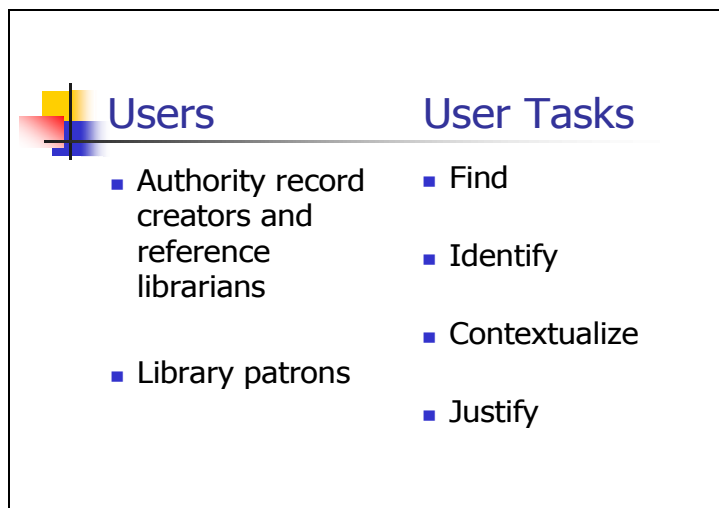 Users
Authority record
creators and
reference
librarians
Library patrons
User Tasks
Find
Identify
Contextualize
Justify